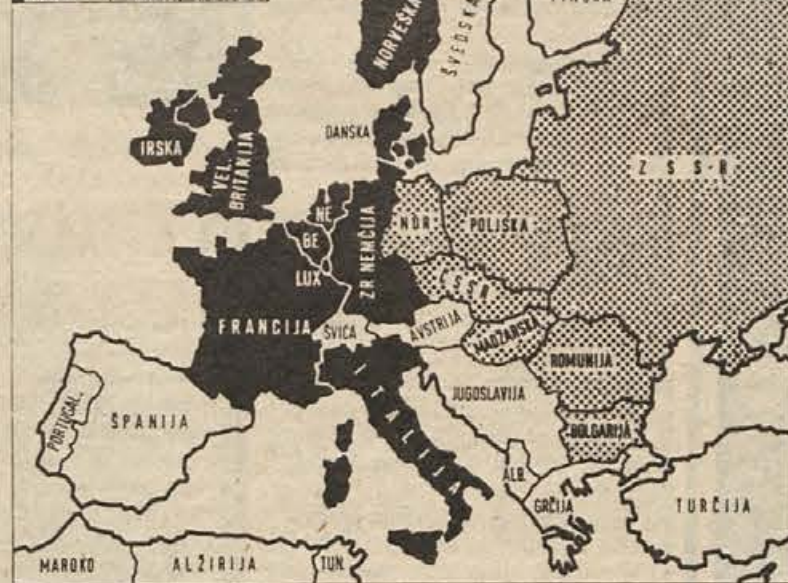 NORVEŠKA
ŠVEDSKA
DANSKA
IRSKA
VEL.
BRITANIJA
Z S S R
NE
BE
LUX
ZR NEMČIJA
NDR
POLJSKA
ČSSR
FRANCIJA
ŠVICA
AVSTRIJA
MADŽARSKA
ROMUNIJA
ITALIJA
JUGOSLAVIJA
BOLGARIJA
PORTUGAL.
ŠPANIJA
ALB.
GRČIJA
TURČIJA
MAROKO
ALŽIRIJA
TUN.